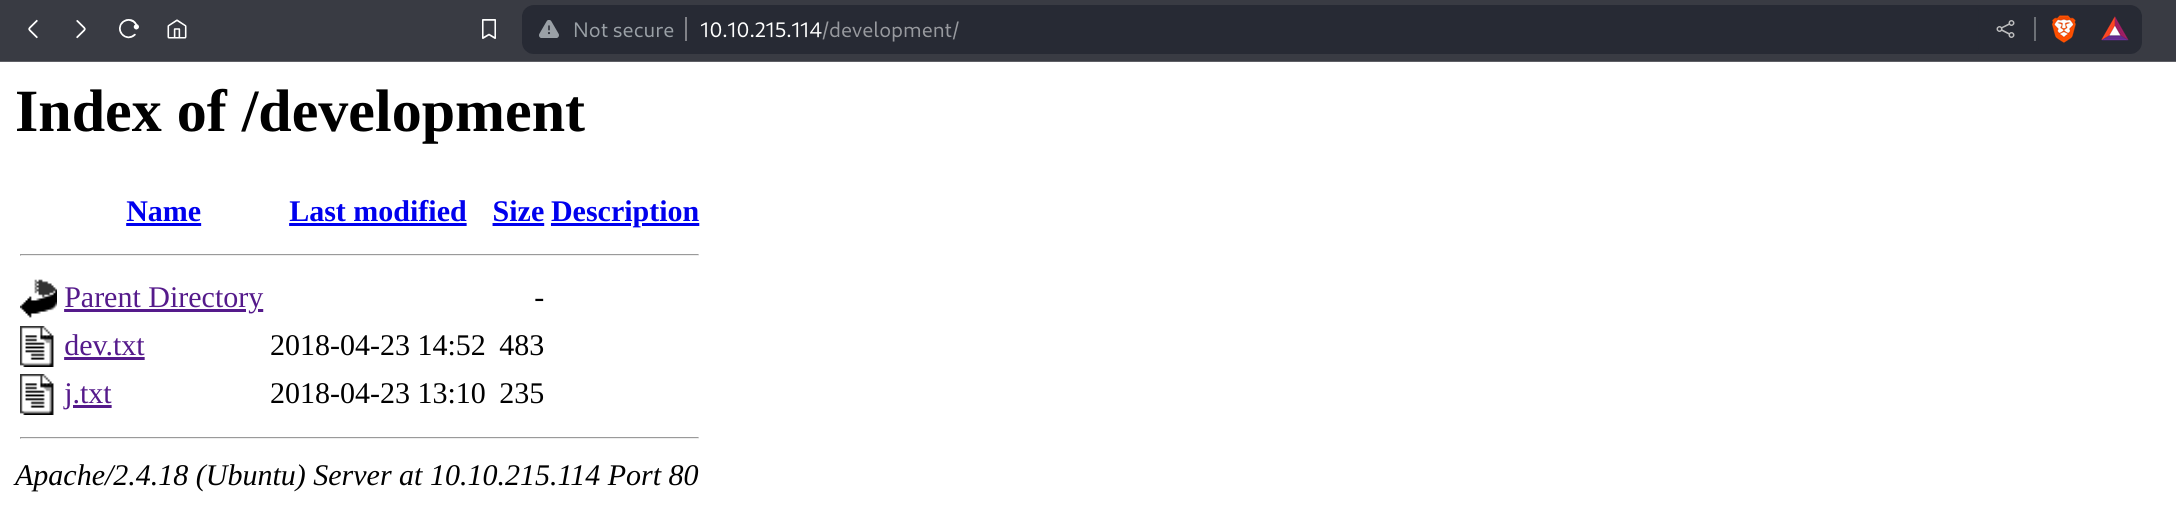 Not secure 10.10.215.114/development/
Index of /development
Name Last modified Size Description
Parent Directory -
dev.txt 2018-04-23 14:52 483
j.txt 2018-04-23 13:10 235
Apache/2.4.18 (Ubuntu) Server at 10.10.215.114 Port 80